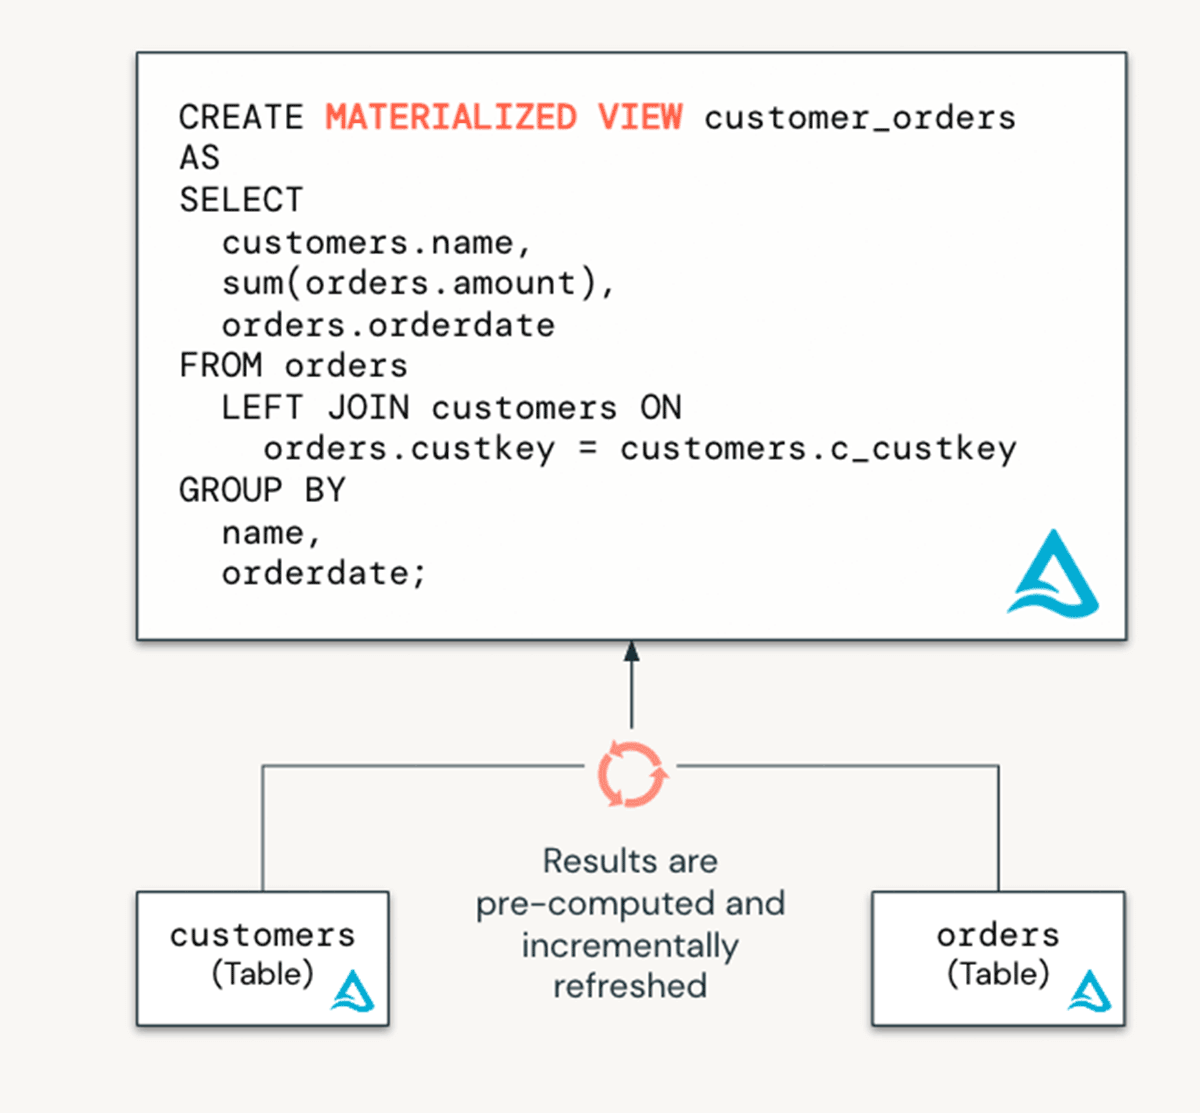 CREATE MATERIALIZED VIEW customer_orders
AS
SELECT
customers.name,
sum(orders.amount),
orders.orderdate
FROM orders
LEFT JOIN customers ON
orders.custkey = customers.c_custkey
GROUP BY
name,
orderdate;
Results are
pre-computed and
incrementally
refreshed
customers
(Table)
orders
(Table)